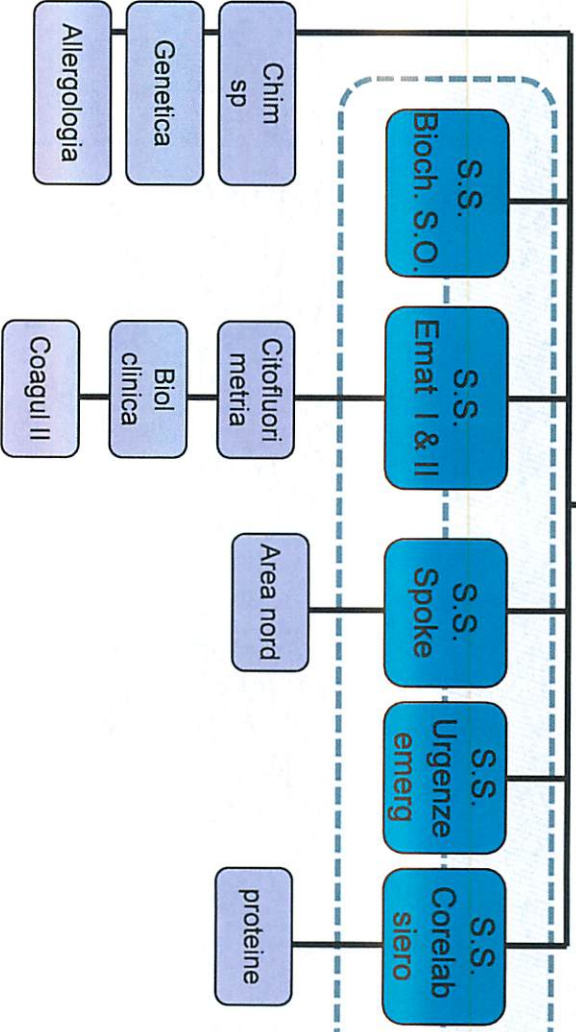 S.S.
Bioch. S.O.
S.S.
Emat I & II
S.S.
Spoke
S.S.
Urgenze
emerg
S.S.
Corelab
siero
Chim
sp
Genetica
Allergologia
Citofluori
metria
Biol
clinica
Coagul II
Area nord
proteine